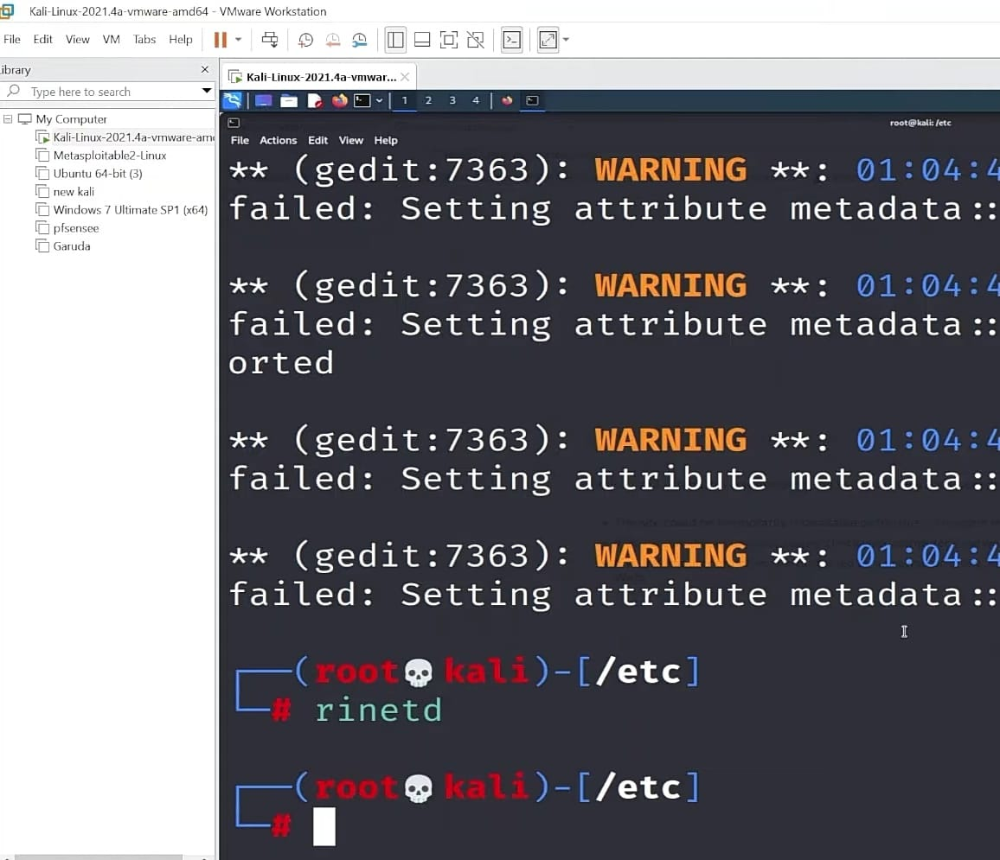 Kali-Linux-2021.4a-vmware-amd64 - VMware Workstation
File Edit View VM Tabs Help
ibrary
Type here to search
My Computer
Kali-Linux-2021.4a-vmware-amd
Metasploitable2-Linux
Ubuntu 64-bit (3)
new kali
Windows 7 Ultimate SP1 (x64)
pfsensee
Garuda
Kali-Linux-2021.4a-vmwar...
1 2 3 4
root@kali: /etc
File Actions Edit View Help
** (gedit:7363): WARNING **: 01:04:4
failed: Setting attribute metadata::
** (gedit:7363): WARNING **: 01:04:4
failed: Setting attribute metadata::
orted
** (gedit:7363): WARNING **: 01:04:4
failed: Setting attribute metadata::
** (gedit:7363): WARNING **: 01:04:4
failed: Setting attribute metadata::
(root💀kali)-[/etc]
# rinetd
(root💀kali)-[/etc]
#